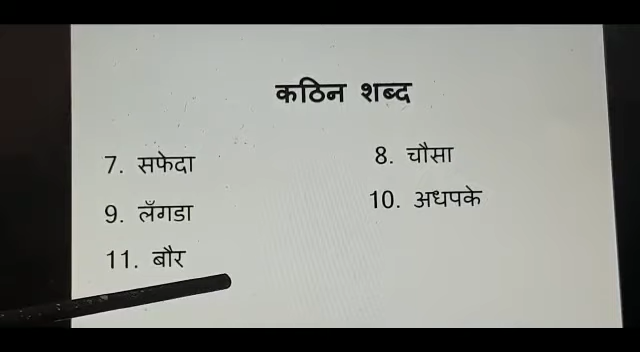 कठिन शब्द
7. सफेदा
8. चौसा
9. लँगडा
10. अधपके
11. बौर